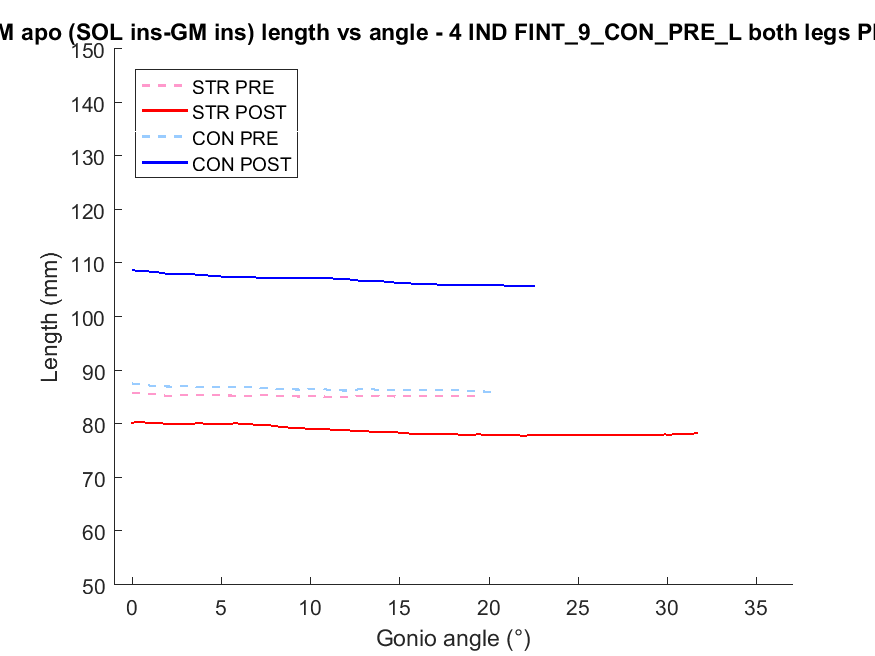 M apo (SOL ins-GM ins) length vs angle - 4 IND FINT_9_CON_PRE_L both legs
150
140
130
120
110
100
90
80
70
60
50
Length (mm)
STR PRE
STR POST
CON PRE
CON POST
0 5 10 15 20 25 30 35
Gonio angle (°)